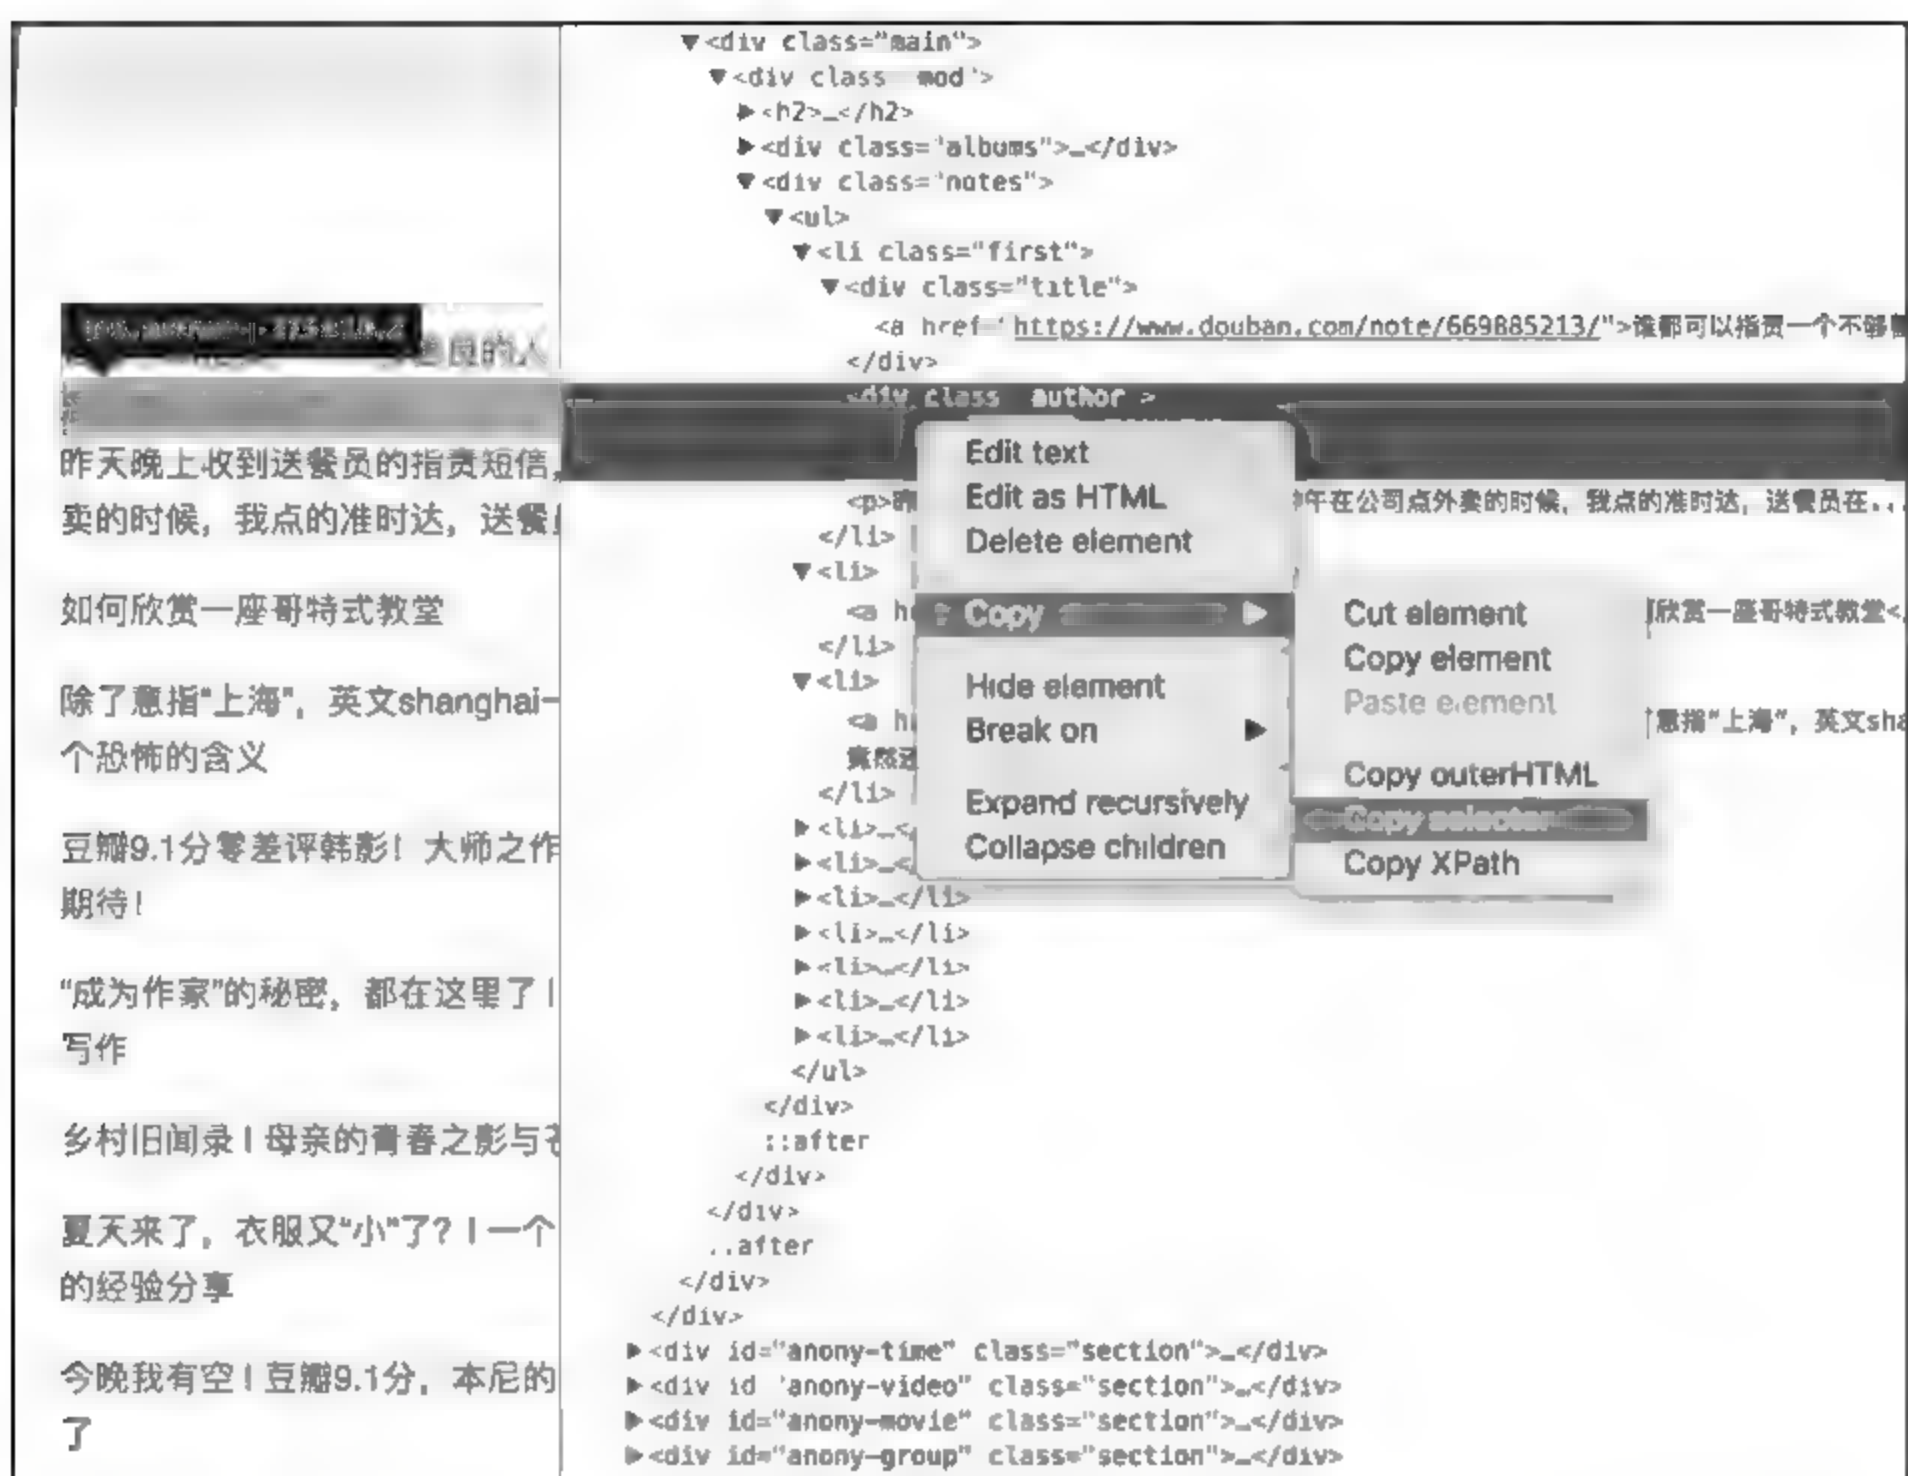 昨天晚上收到送餐员的指责短信,
卖的时候，我点的准时达，送餐
如何欣赏一座哥特式教堂
除了意指“上海”，英文shanghai一
个恐怖的含义
豆瓣9.1分零差评韩影！大师之作
期待！
“成为作家”的秘密，都在这里了 |
写作
乡村旧闻录 | 母亲的青春之影与
夏天来了，衣服又“小”了？ | 一个
的经验分享
今晚我有空 | 豆瓣9.1分，本尼的
了
▼<div class="main">
▼<div class mod">
▶<h2>…</h2>
▶<div class="albums">…</div>
▼<div class="notes">
▼<ul>
▼<li class="first">
▼<div class="title">
<a href="https://www.douban.com/note/669885213/">谁都可以指责一个不够
</div>
<div class author >
<p>
午在公司点外卖的时候，我点的准时达，送餐员在...
</li>
▼<li>
<a h
欣赏一座哥特式教堂<
</li>
▼<li>
<a h
意指“上海”，英文sha
竟然还
</li>
▶<li>…<
▶<li>…<
▶<li>…</li>
▶<li>…</li>
▶<li>…</li>
▶<li>…</li>
▶<li>…</li>
</ul>
</div>
::after
</div>
</div>
::after
</div>
</div>
▶<div id="anony-time" class="section">…</div>
▶<div id "anony-video" class="section">…</div>
▶<div id="anony-movie" class="section">…</div>
▶<div id="anony-group" class="section">…</div>
Edit text
Edit as HTML
Delete element
Copy
Hide element
Break on
Expand recursively
Collapse children
Cut element
Copy element
Paste element
Copy outerHTML
Copy selector
Copy XPath